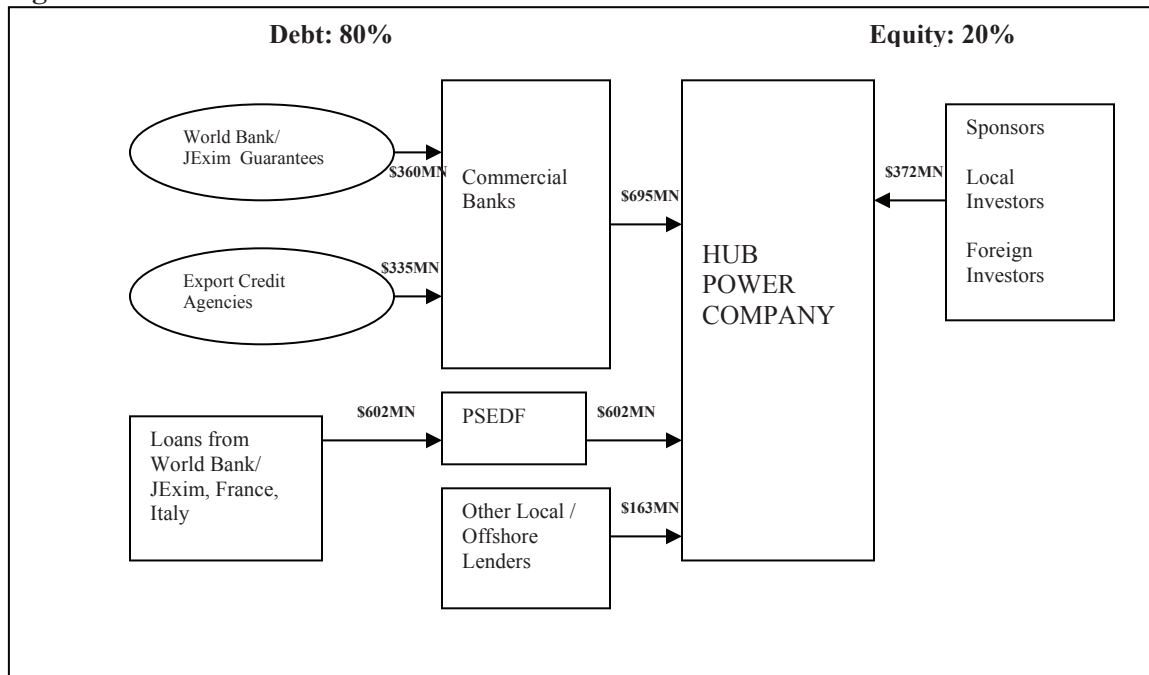 Debt: 80%
Equity: 20%
World Bank/
JExim Guarantees
$360MN
Export Credit
Agencies
$335MN
Commercial
Banks
$695MN
HUB
POWER
COMPANY
$372MN
Sponsors
Local
Investors
Foreign
Investors
Loans from
World Bank/
JExim, France,
Italy
$602MN
PSEDF
$602MN
Other Local /
Offshore
Lenders
$163MN